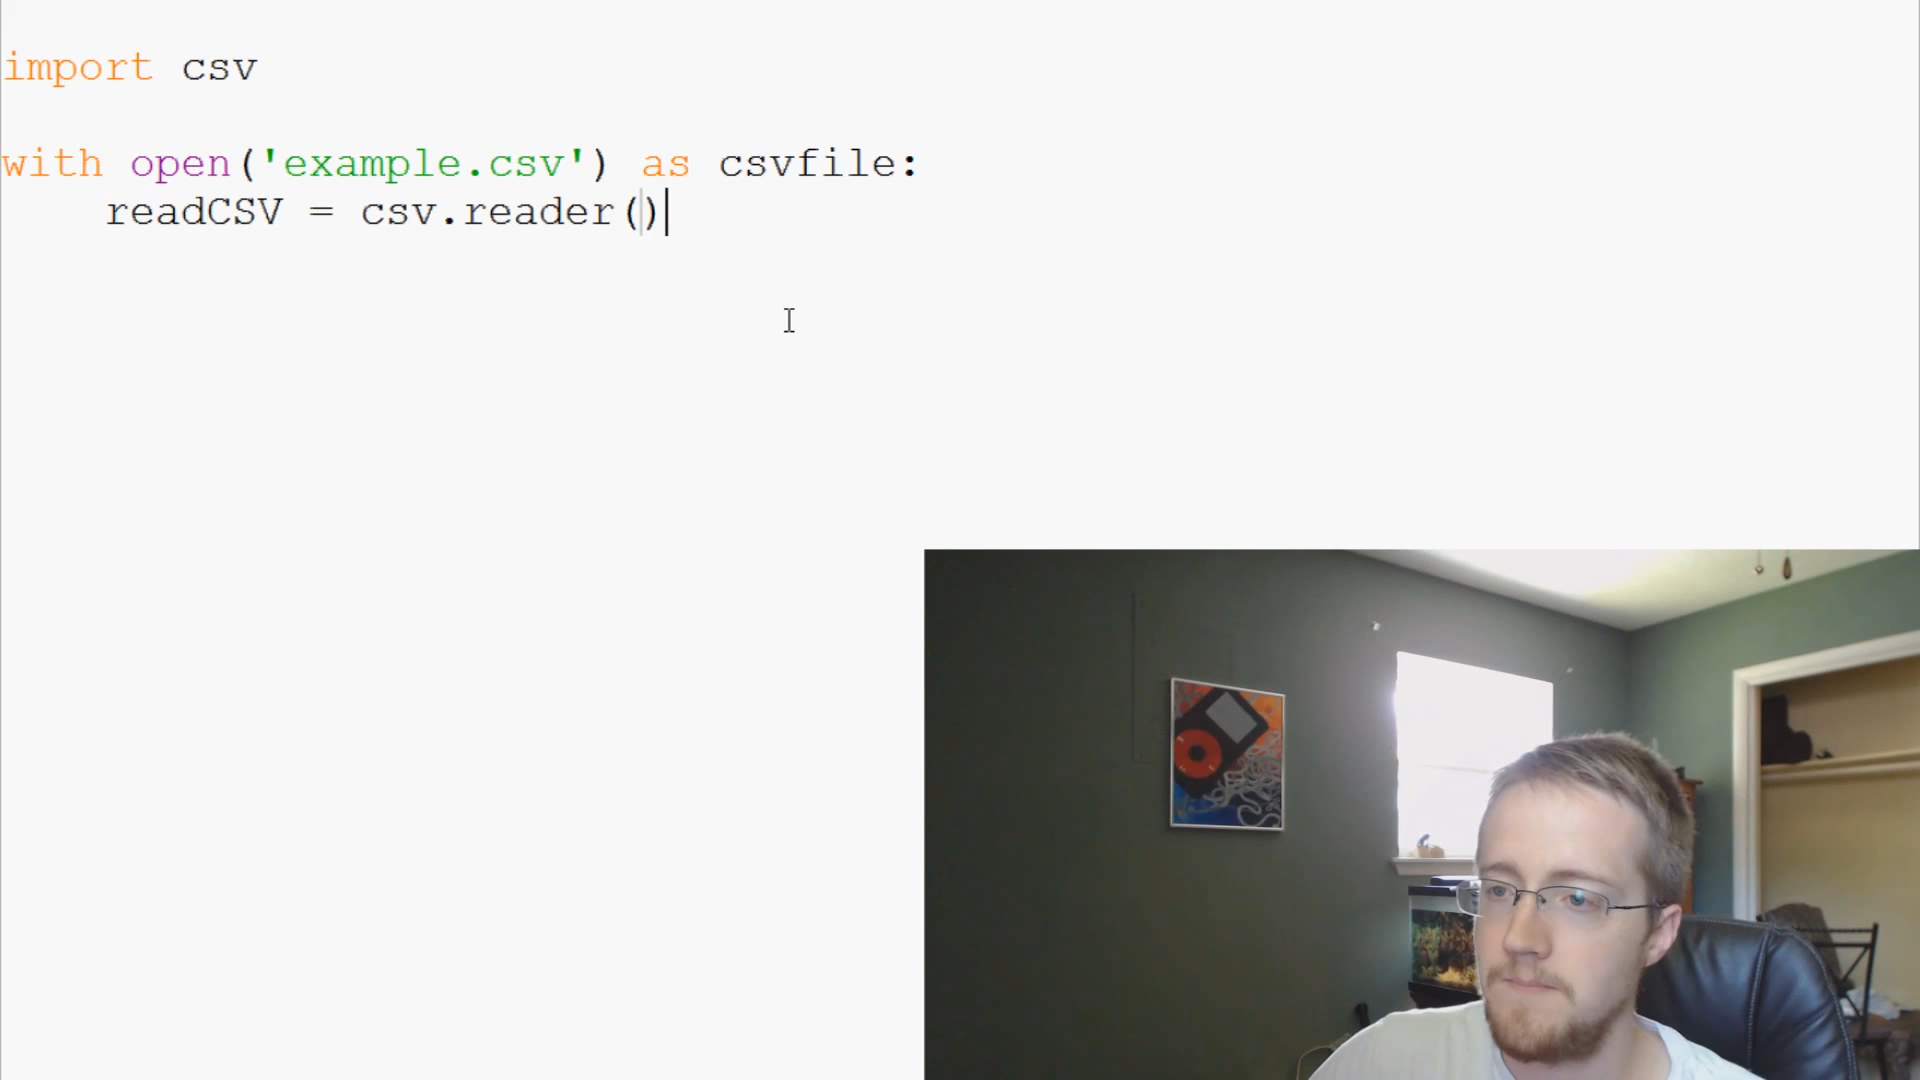 import csv
with open('example.csv') as csvfile:
    readCSV = csv.reader()